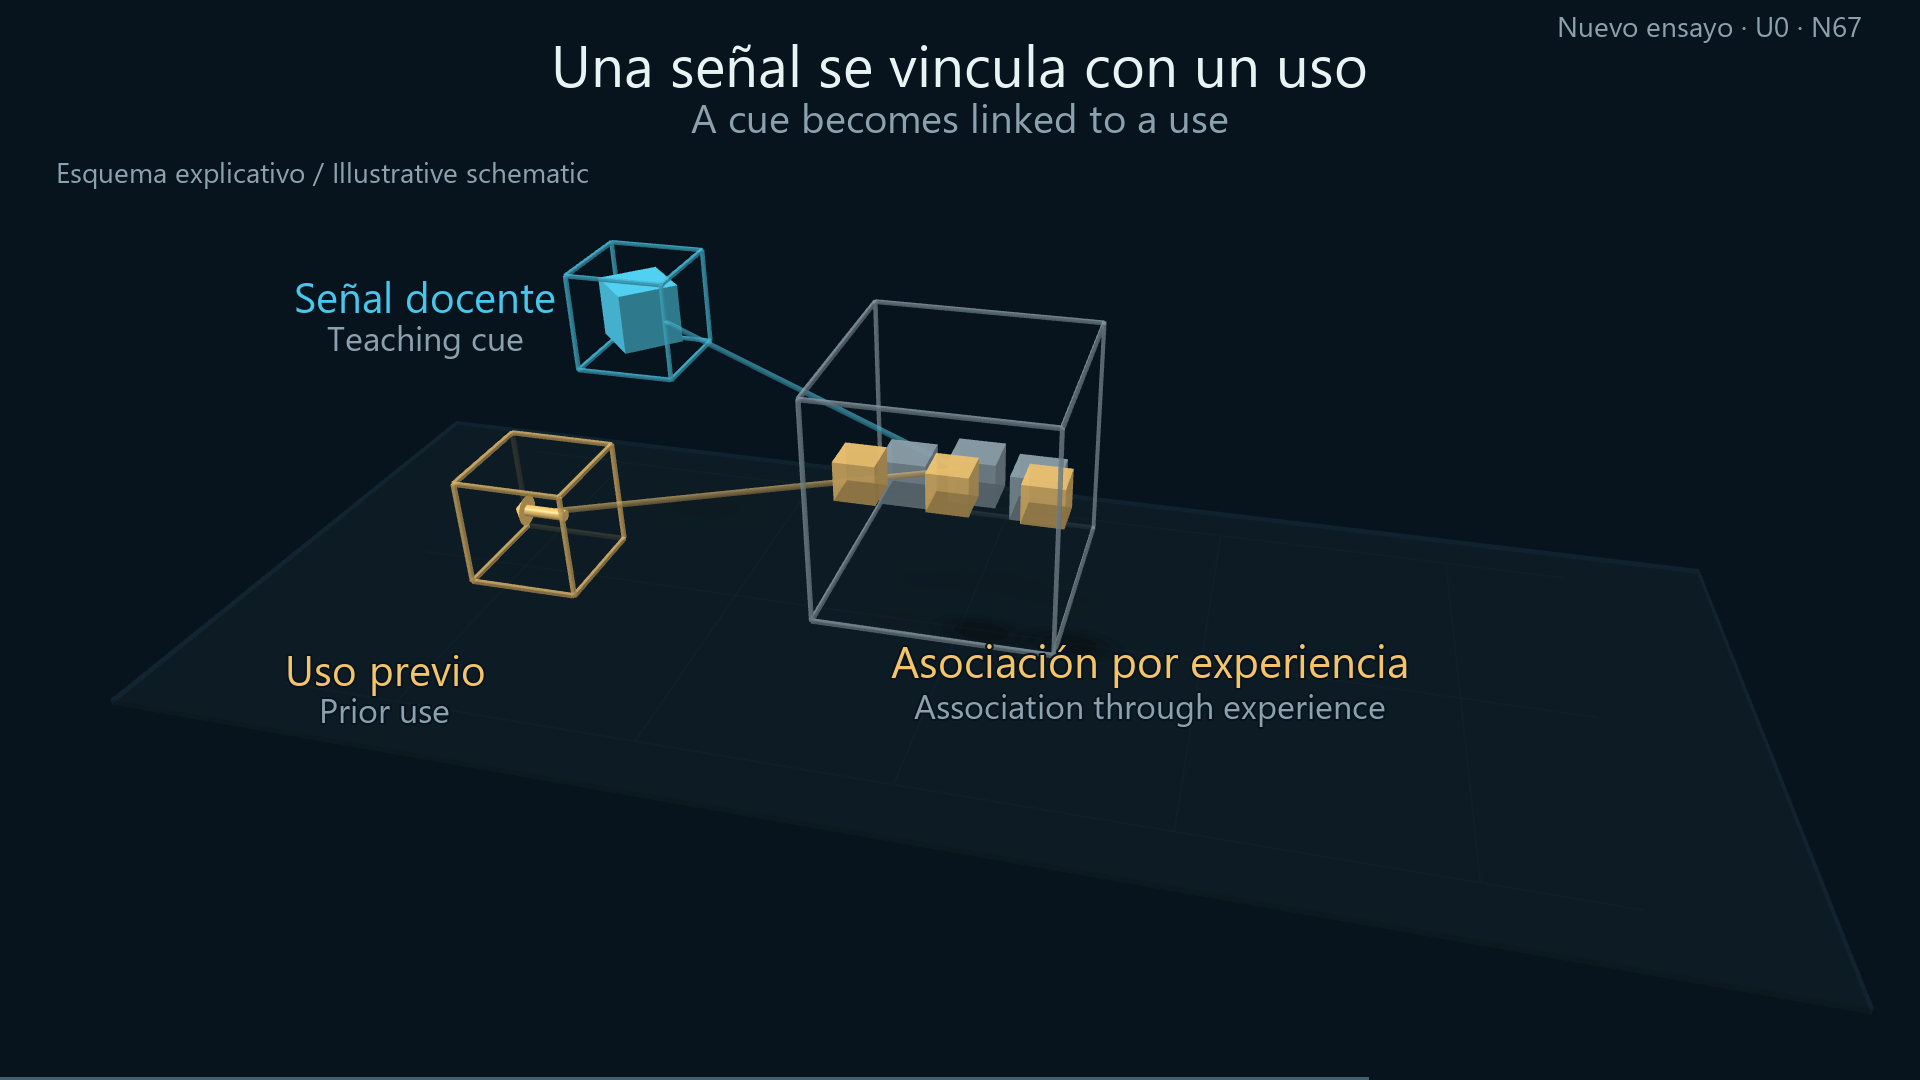 Nuevo ensayo · U0 · N67
Una señal se vincula con un uso
A cue becomes linked to a use
Esquema explicativo / Illustrative schematic
Señal docente
Teaching cue
Uso previo
Prior use
Asociación por experiencia
Association through experience